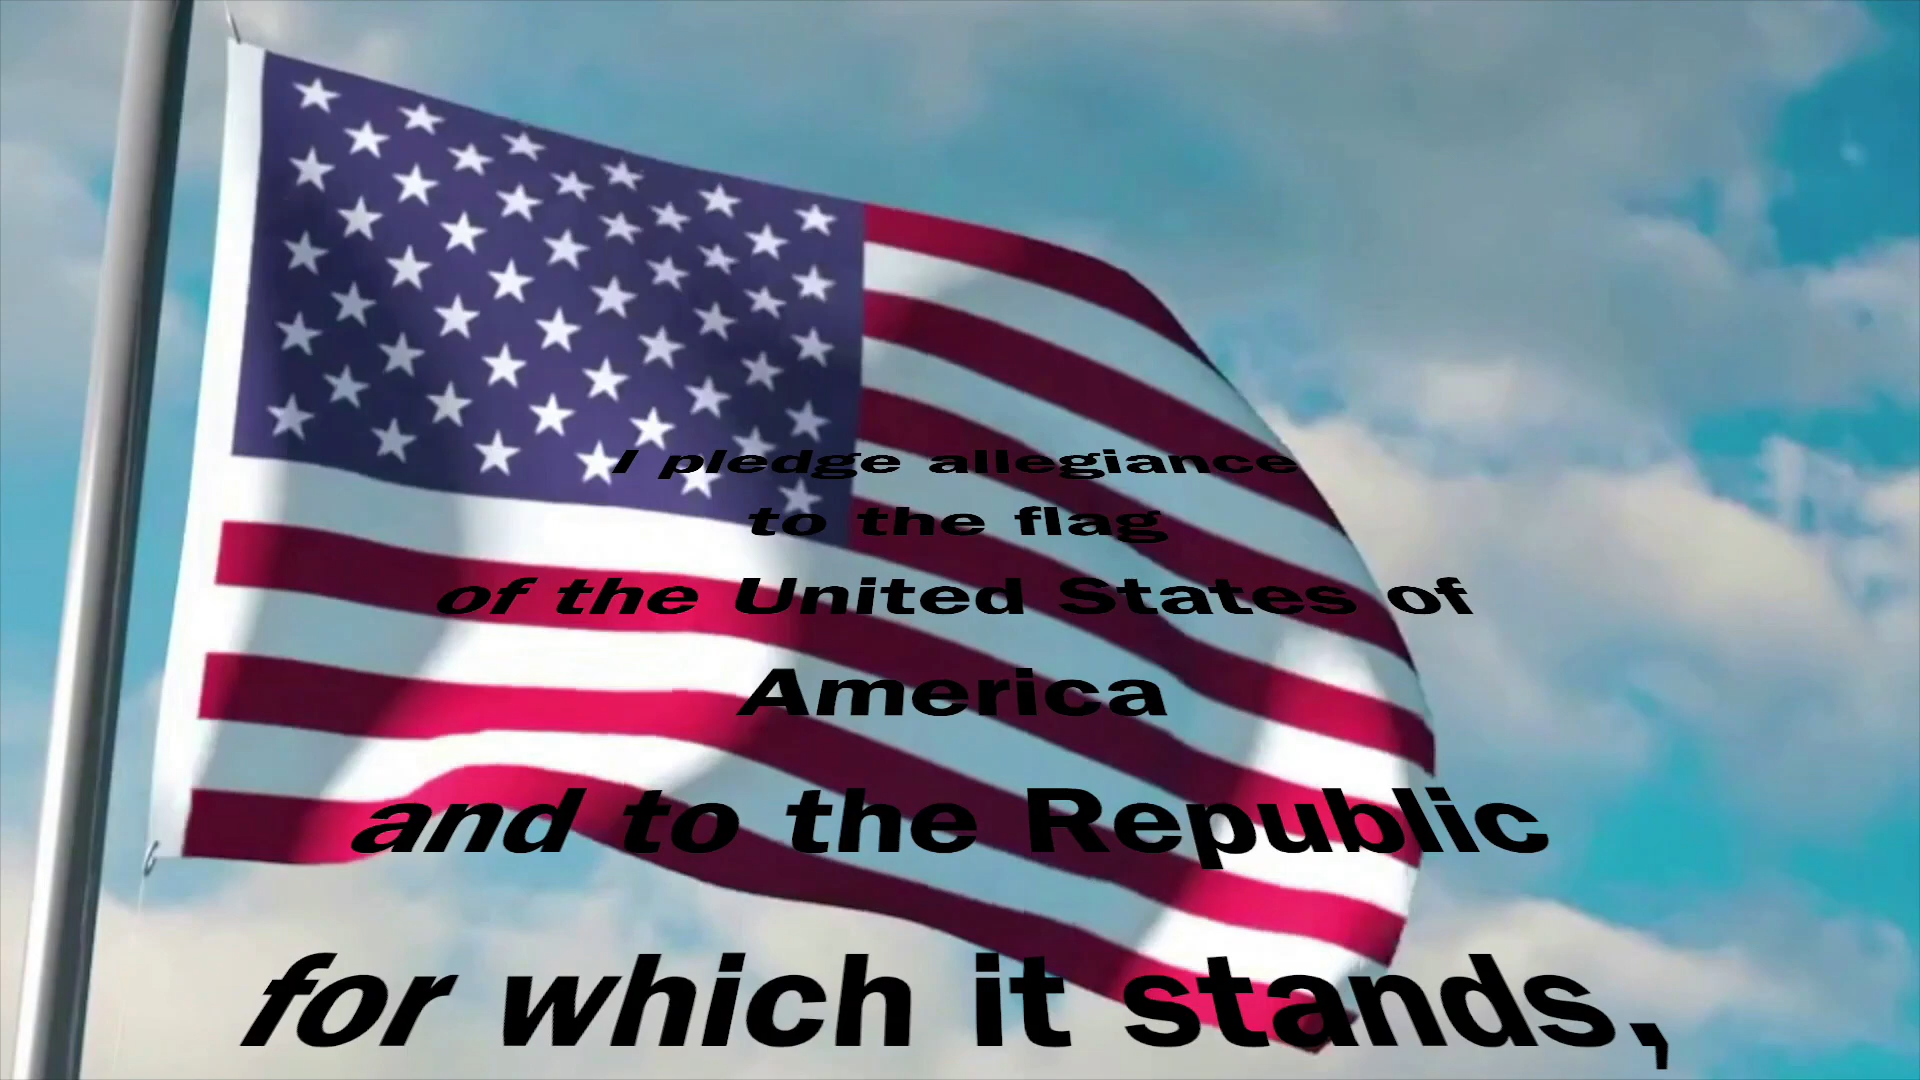 I pledge allegiance
to the flag
of the United States of
America
and to the Republic
for which it stands,